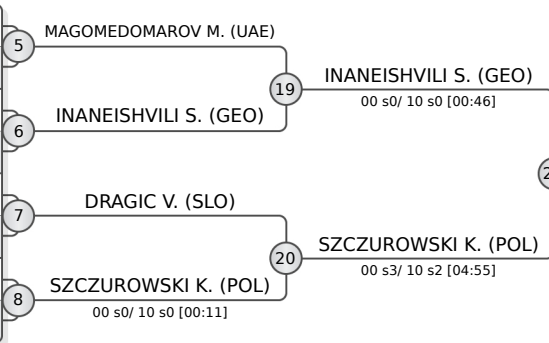 5
MAGOMEDOMAROV M. (UAE)
19
INANEISHVILI S. (GEO)
00 s0/ 10 s0 [00:46]
6
INANEISHVILI S. (GEO)
7
DRAGIC V. (SLO)
20
SZCZUROWSKI K. (POL)
00 s3/ 10 s2 [04:55]
8
SZCZUROWSKI K. (POL)
00 s0/ 10 s0 [00:11]